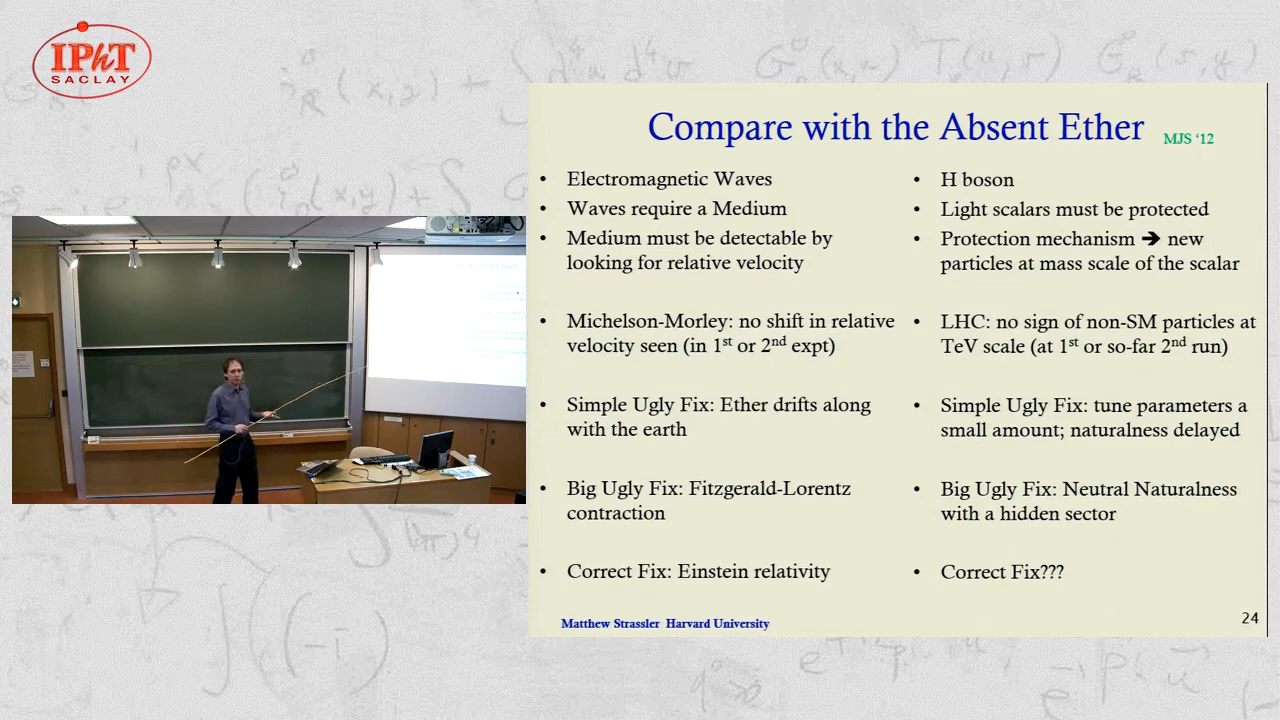 IPhT
SACLAY
Compare with the Absent Ether
MJS ‘12
• Electromagnetic Waves
• Waves require a Medium
• Medium must be detectable by
looking for relative velocity
• Michelson-Morley: no shift in relative
velocity seen (in 1st or 2nd expt)
• Simple Ugly Fix: Ether drifts along
with the earth
• Big Ugly Fix: Fitzgerald-Lorentz
contraction
• Correct Fix: Einstein relativity
• H boson
• Light scalars must be protected
• Protection mechanism ➔ new
particles at mass scale of the scalar
• LHC: no sign of non-SM particles at
TeV scale (at 1st or so-far 2nd run)
• Simple Ugly Fix: tune parameters a
small amount; naturalness delayed
• Big Ugly Fix: Neutral Naturalness
with a hidden sector
• Correct Fix???
Matthew Strassler Harvard University
24